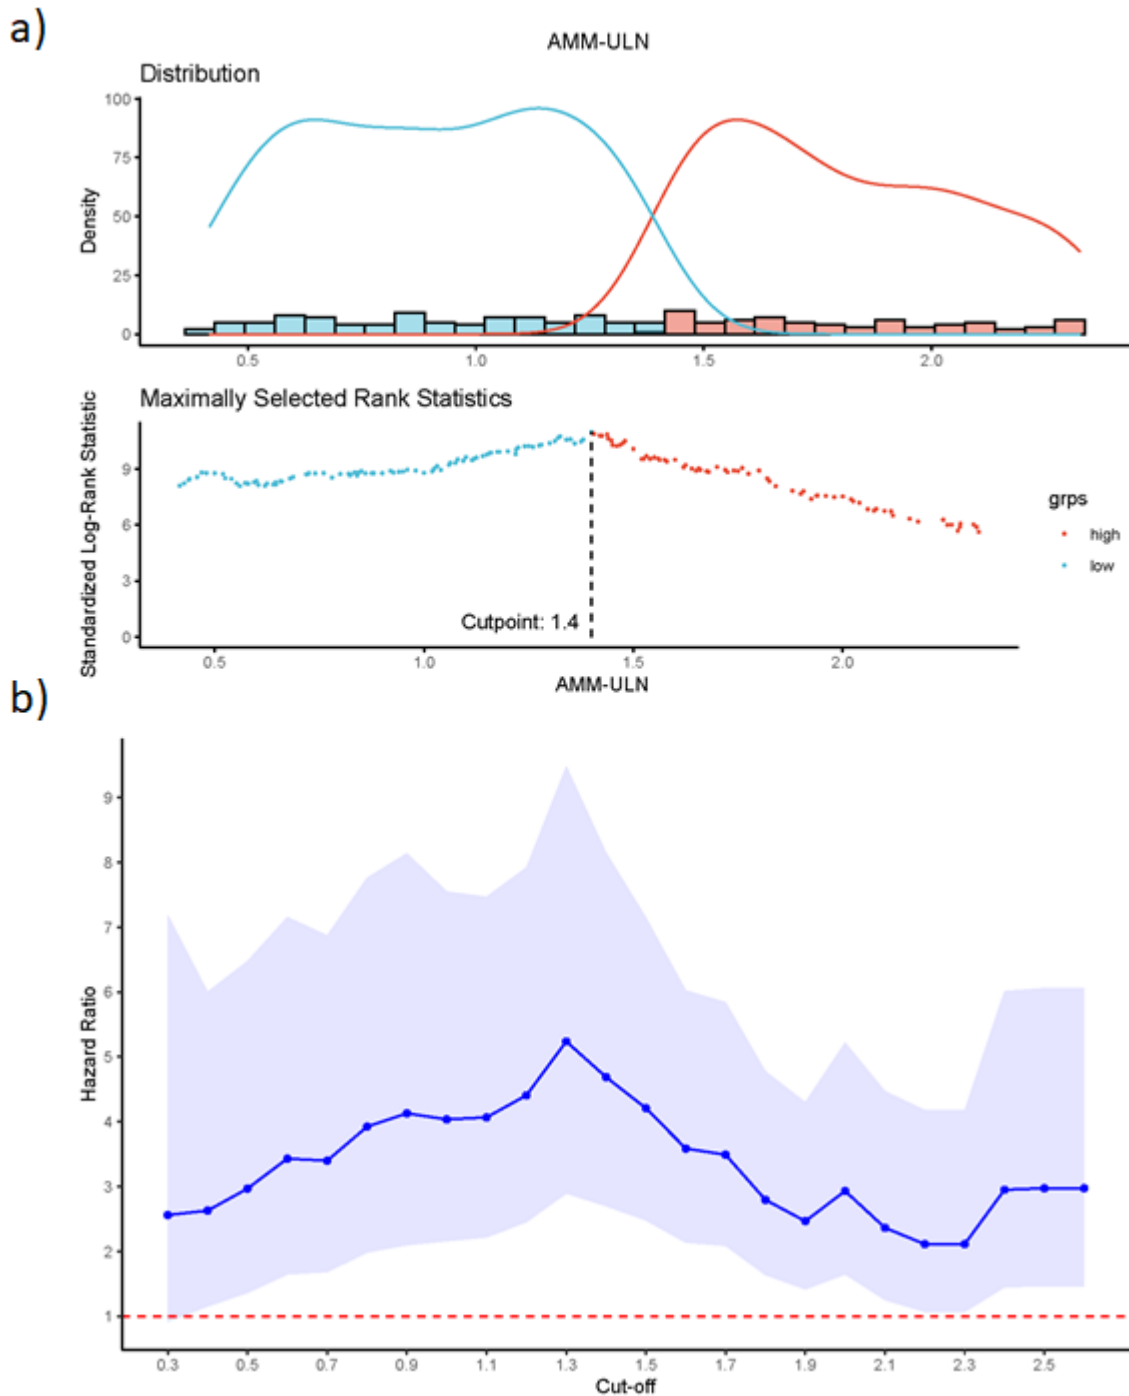 a)
AMM-ULN
Distribution
Density
100
75
50
25
0
0.5 1.0 1.5 2.0
Maximally Selected Rank Statistics
Standardized Log-Rank Statistic
9
6
3
0
Cutpoint: 1.4
0.5 1.0 1.5 2.0
AMM-ULN
grps
high
low
b)
Hazard Ratio
9
8
7
6
5
4
3
2
1
0.3 0.5 0.7 0.9 1.1 1.3 1.5 1.7 1.9 2.1 2.3 2.5
Cut-off